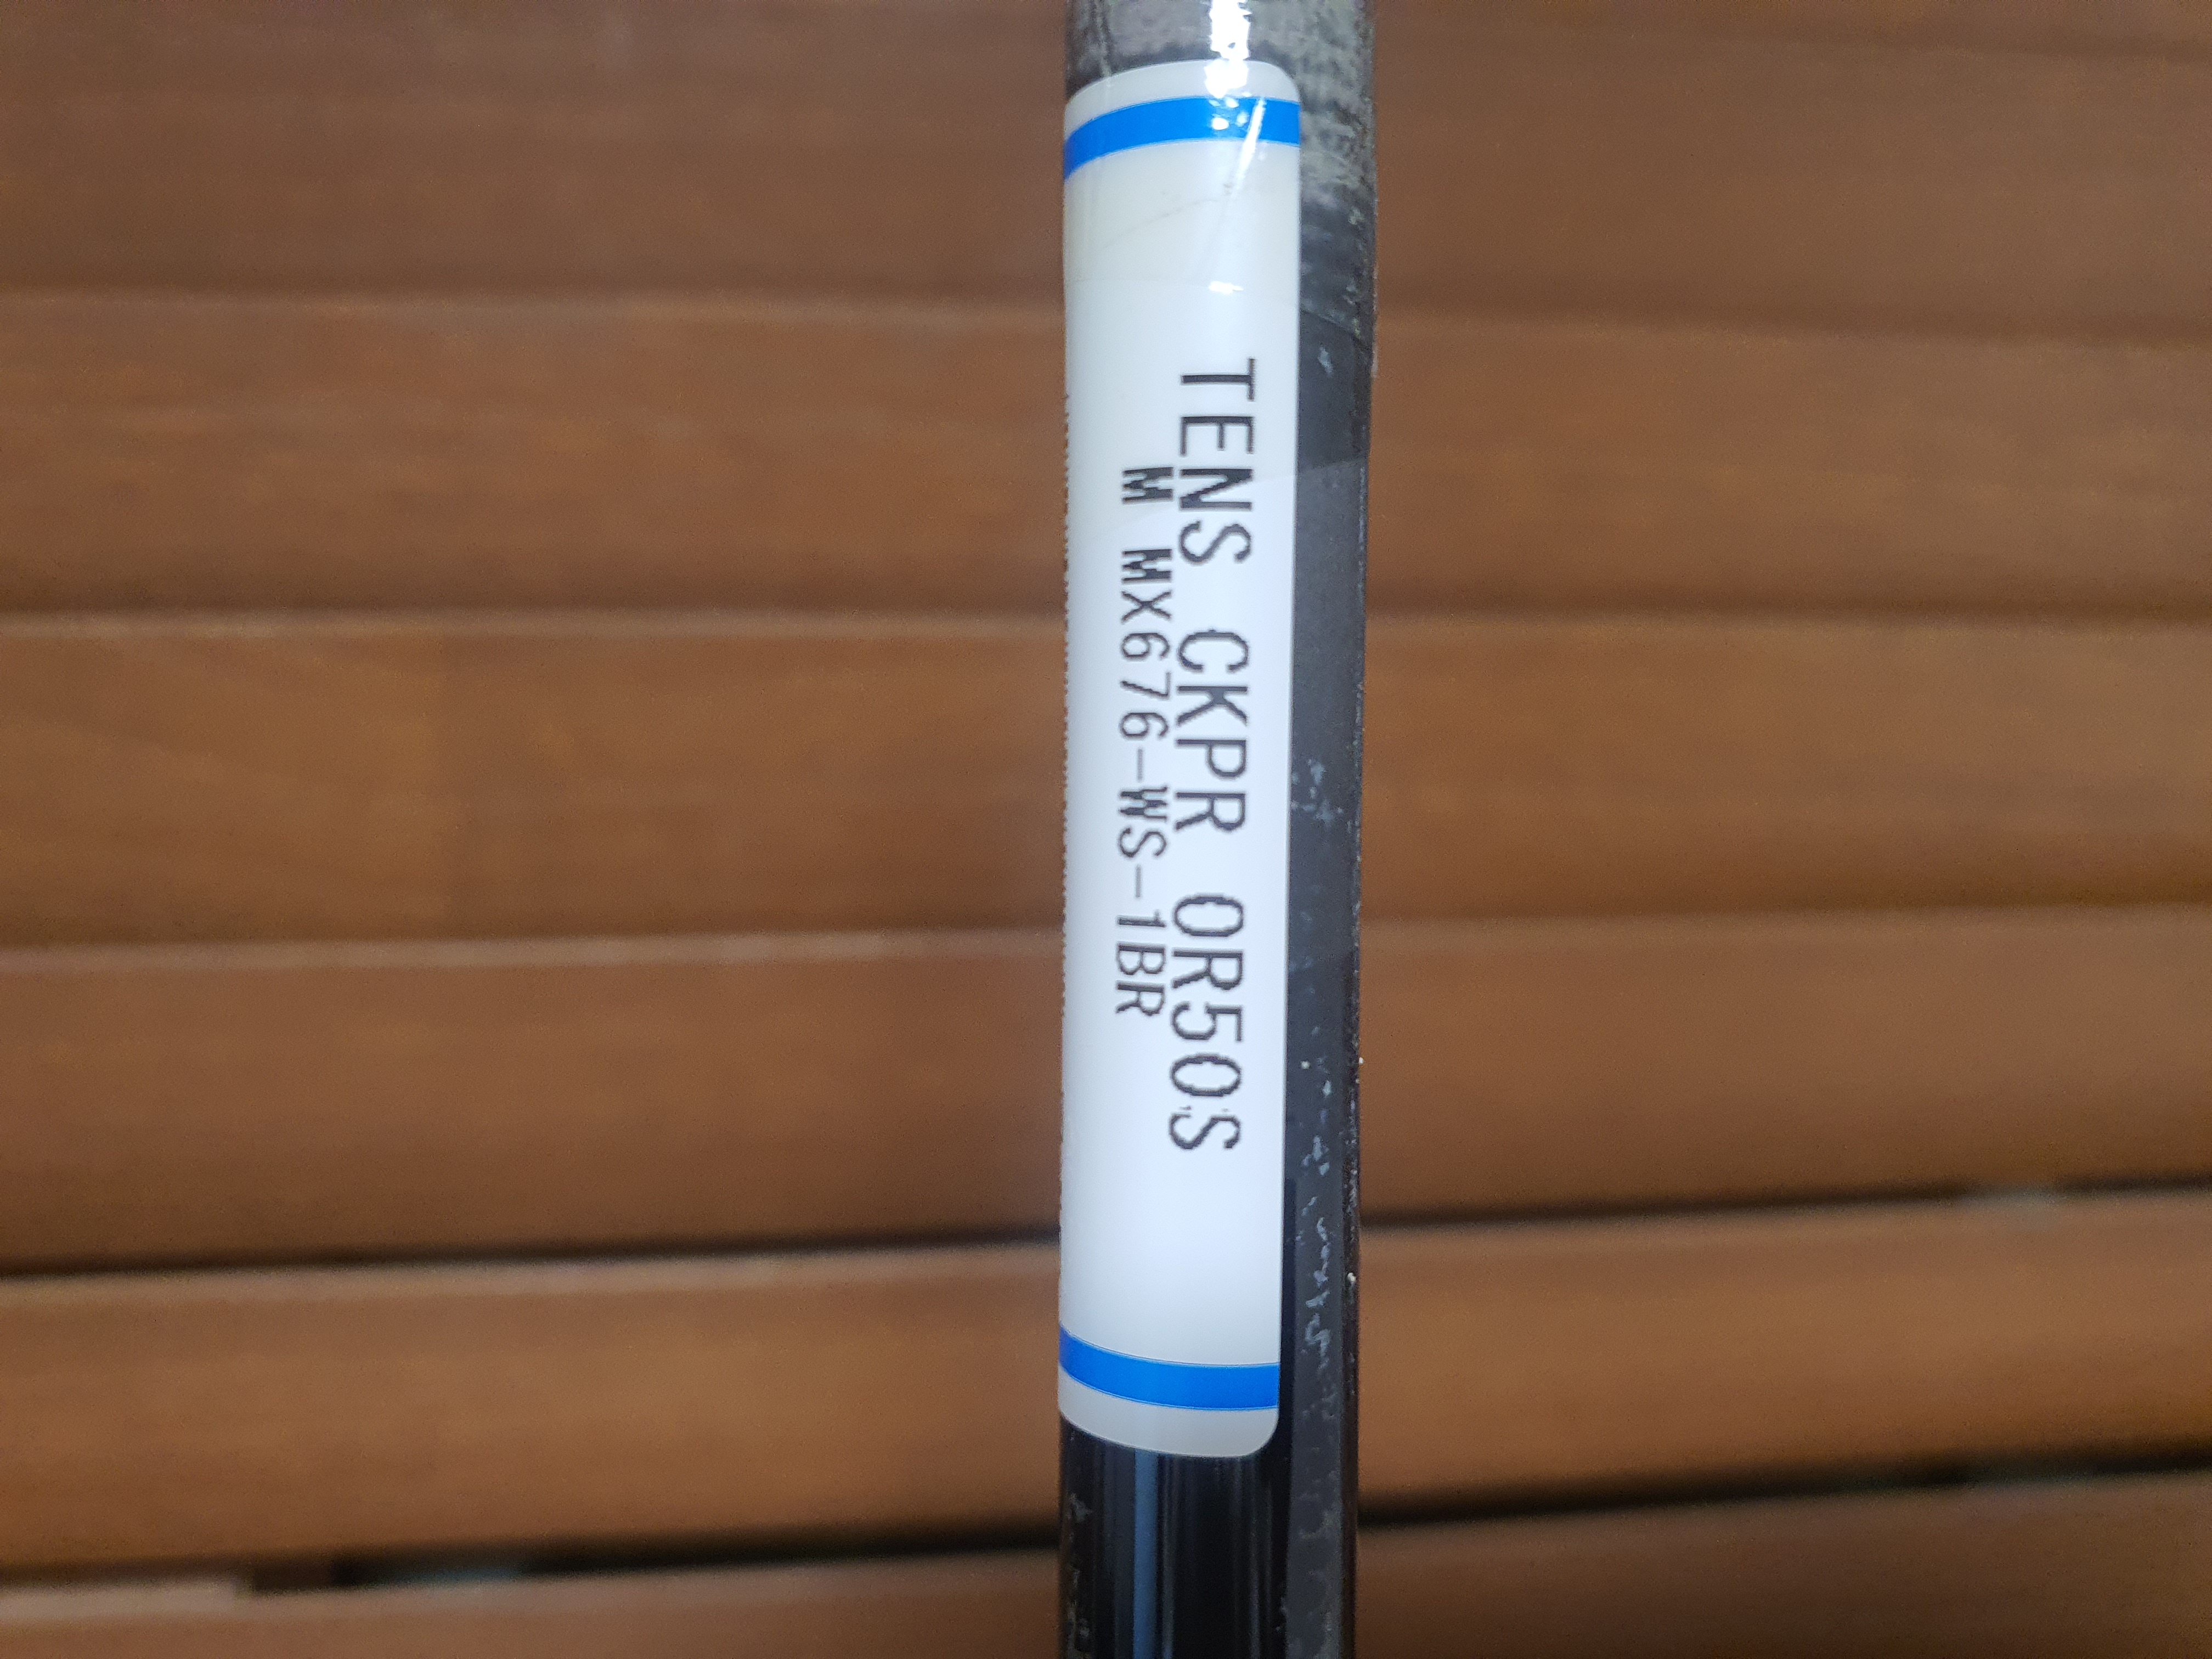 TENS CKPR OR50S
M MX676-WS-1BR